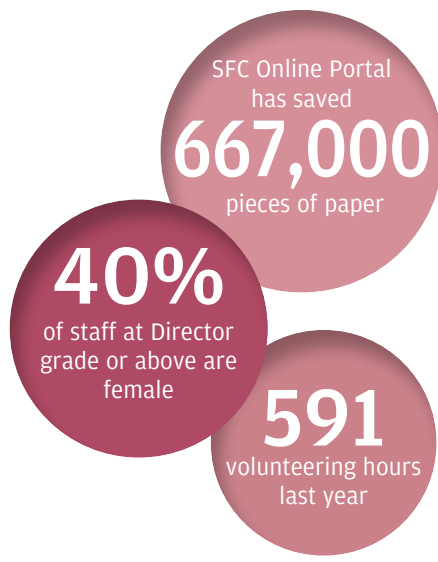 SFC Online Portal
has saved
667,000
pieces of paper
40%
of staff at Director
grade or above are
female
591
volunteering hours
last year